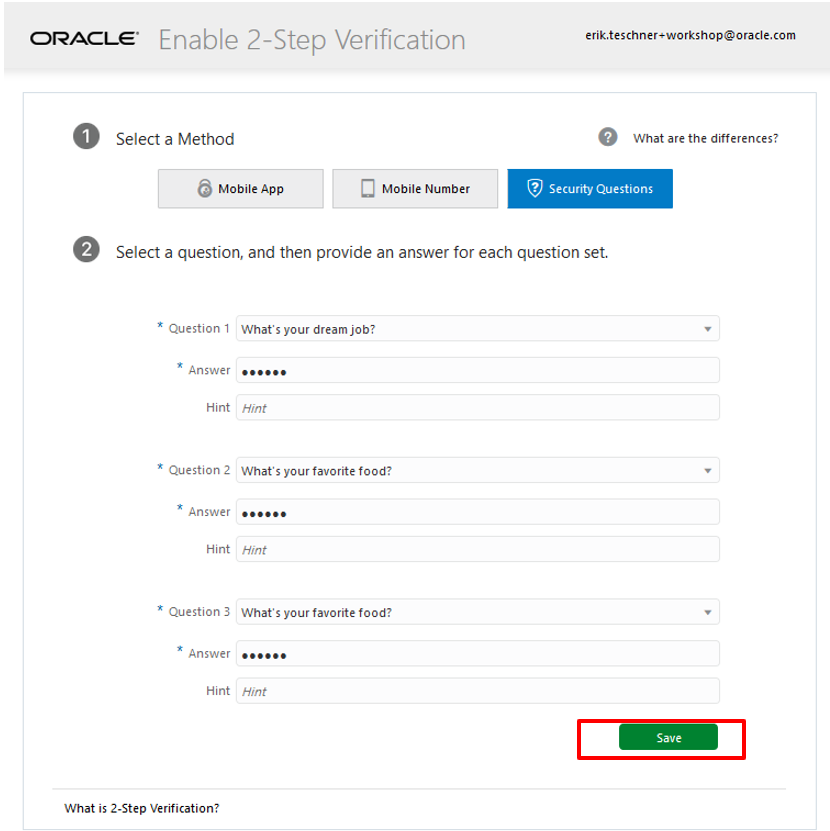 ORACLE® Enable 2-Step Verification erik.teschner+workshop@oracle.com
1 Select a Method ? What are the differences?
Mobile App Mobile Number Security Questions
2 Select a question, and then provide an answer for each question set.
* Question 1 What's your dream job?
* Answer ••••••
Hint Hint
* Question 2 What's your favorite food?
* Answer ••••••
Hint Hint
* Question 3 What's your favorite food?
* Answer ••••••
Hint Hint
Save
What is 2-Step Verification?